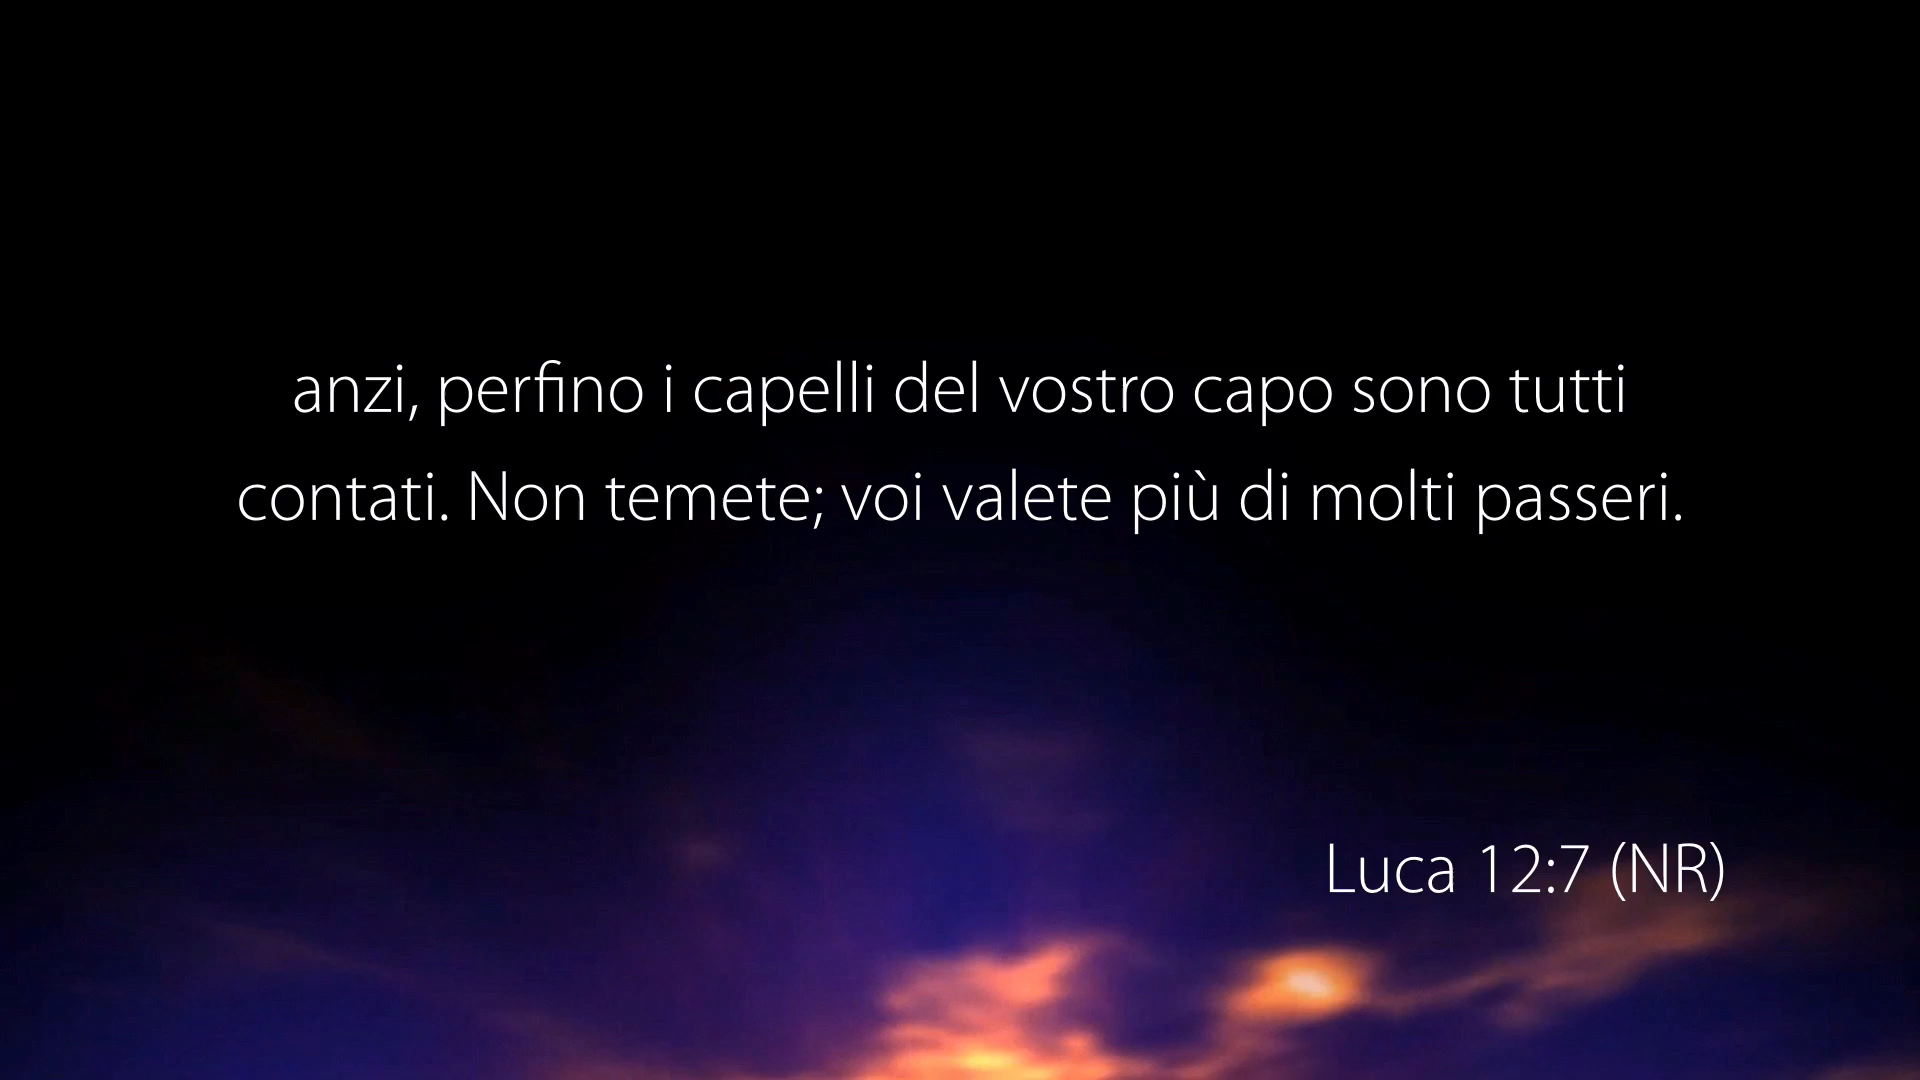 anzi, perfino i capelli del vostro capo sono tutti
contati. Non temete; voi valete più di molti passeri.
Luca 12:7 (NR)